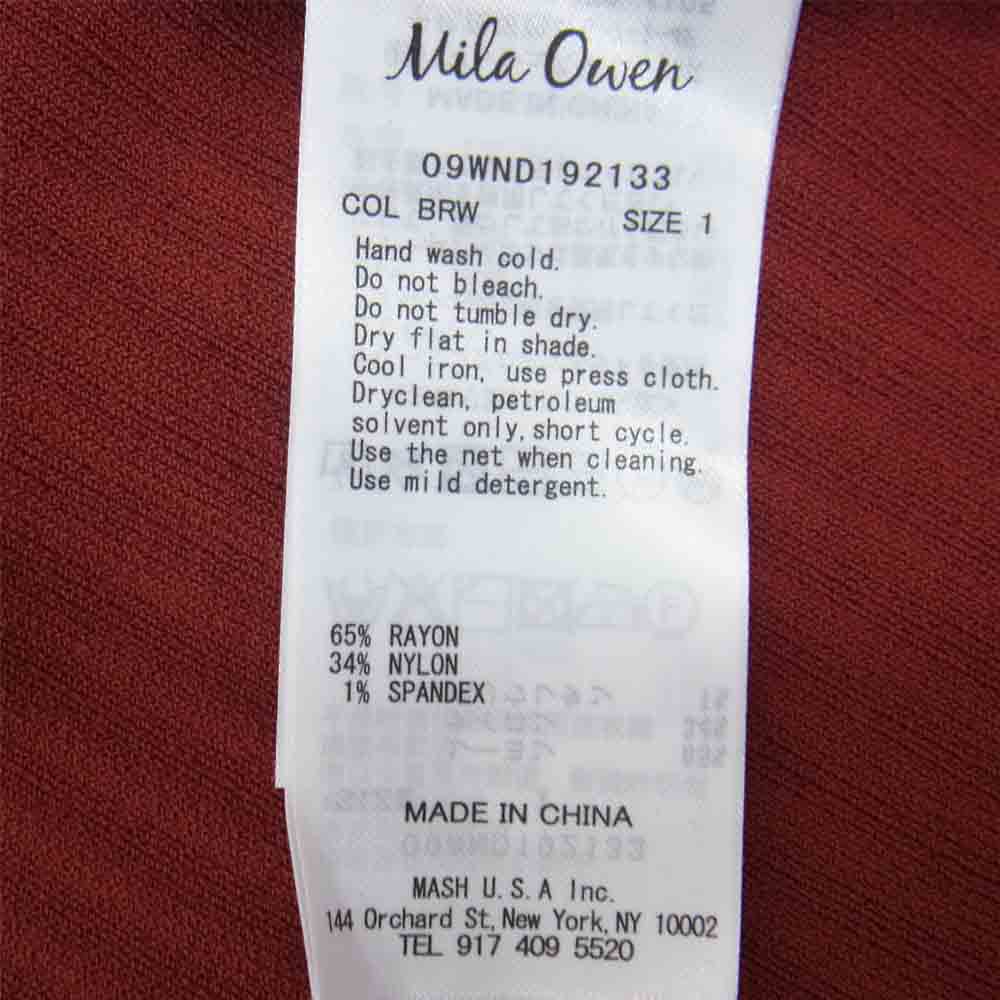 Mila Owen
09WND192133
COL BRW SIZE 1
Hand wash cold.
Do not bleach.
Do not tumble dry.
Dry flat in shade.
Cool iron, use press cloth.
Dryclean, petroleum
solvent only, short cycle.
Use the net when cleaning.
Use mild detergent.
65% RAYON
34% NYLON
1% SPANDEX
MADE IN CHINA
MASH U.S.A Inc.
144 Orchard St, New York, NY 10002
TEL 917 409 5520